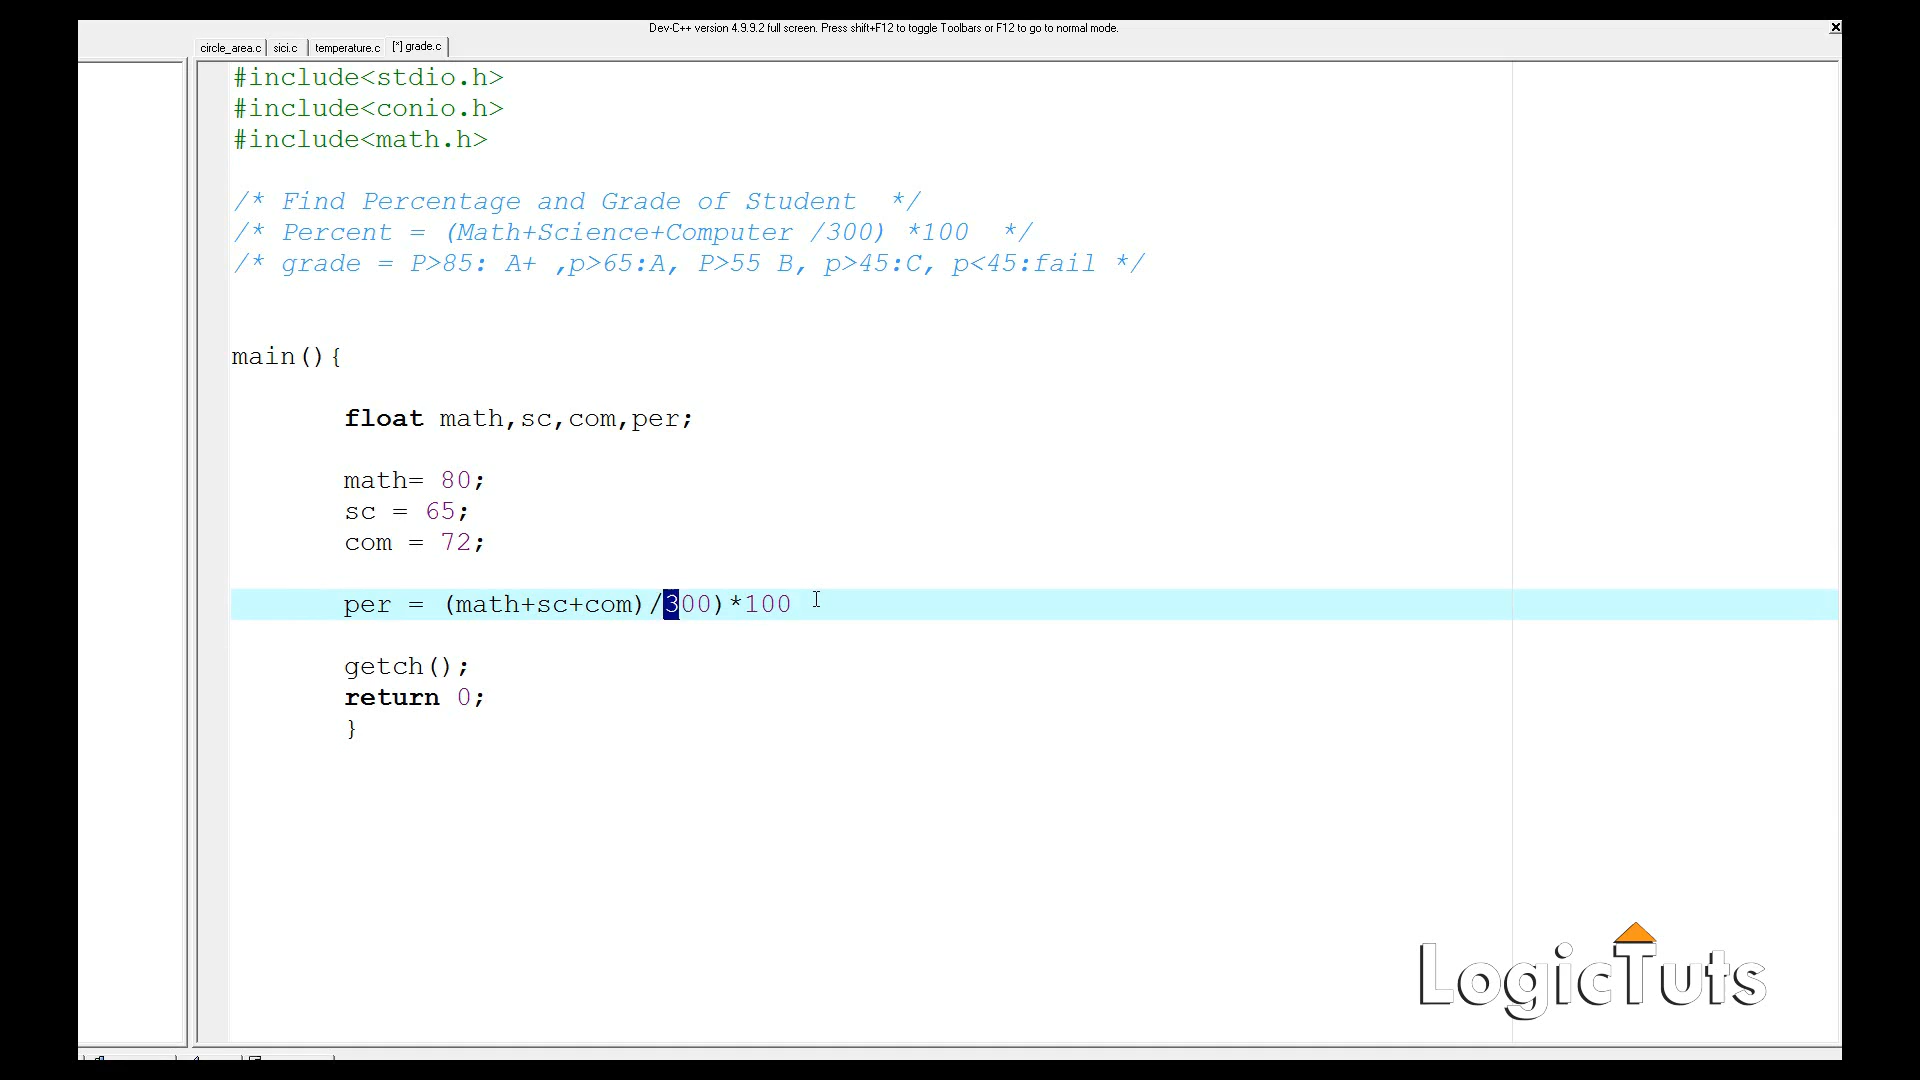 Dev-C++ version 4.9.9.2 full screen. Press shift+F12 to toggle Toolbars or F12 to go to normal mode.
circle_area.c sici.c temperature.c [*] grade.c
#include<stdio.h>
#include<conio.h>
#include<math.h>
/* Find Percentage and Grade of Student  */
/* Percent = (Math+Science+Computer /300) *100  */
/* grade = P>85: A+ ,p>65:A, P>55 B, p>45:C, p<45:fail */
main(){
float math,sc,com,per;
math= 80;
sc = 65;
com = 72;
per = (math+sc+com)/300)*100
getch();
return 0;
}
LogicTuts